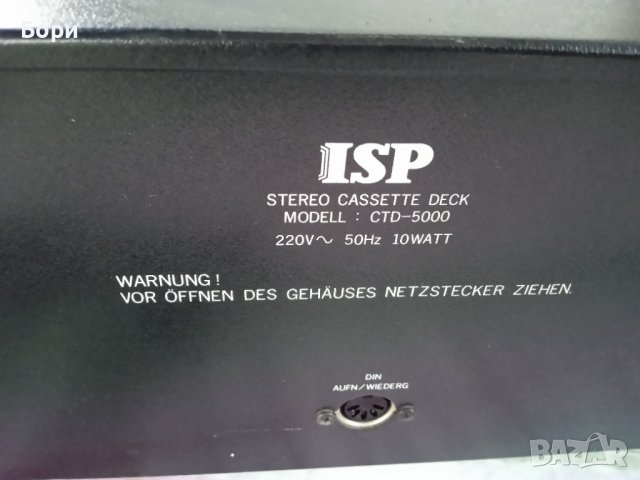 Бори
ISP
STEREO CASSETTE DECK
MODELL : CTD-5000
220V~ 50Hz 10WATT
WARNUNG!
VOR ÖFFNEN DES GEHÄUSES NETZSTECKER ZIEHEN.
DIN
AUFN/WIEDERG
BAZAR